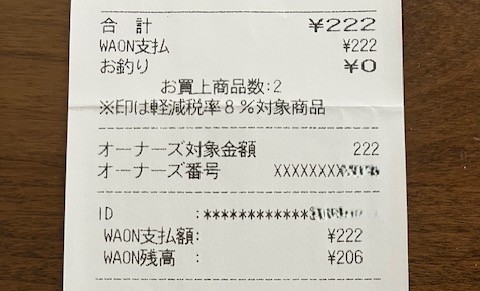 合計 ¥222
WAON支払 ¥222
お釣り ¥0
お買上商品数:2
※印は軽減税率8%対象商品
オーナーズ対象金額 222
オーナーズ番号 XXXXXXXX
ID :************
WAON支払額: ¥222
WAON残高: ¥206